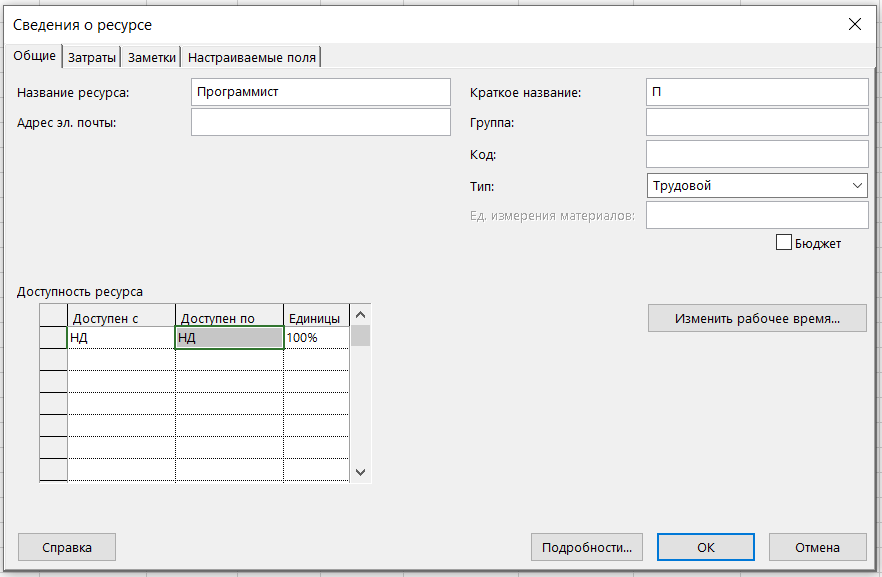 Сведения о ресурсе
Общие Затраты Заметки Настраиваемые поля
Название ресурса: Программист Краткое название: П
Адрес эл. почты: Группа:
Код:
Тип: Трудовой
Ед. измерения материалов:
Бюджет
Доступность ресурса
Доступен с Доступен по Единицы Изменить рабочее время...
НД НД 100%
Справка Подробности... ОК Отмена